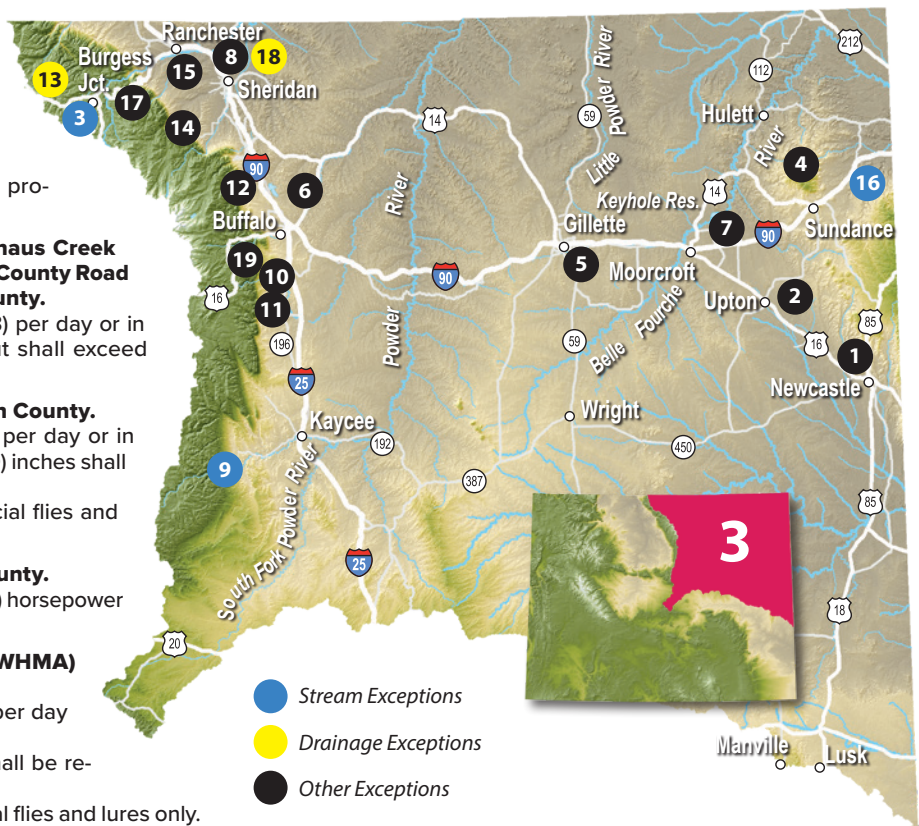 pro-
haus Creek
County Road
unty.
3) per day or in
ut shall exceed
n County.
per day or in
) inches shall
cial flies and
unty.
) horsepower
WHMA)
per day
hall be re-
al flies and lures only.
Ranchester
Burgess
Jct.
13
3
17
15
8
18
Sheridan
14
90
12
6
Buffalo
19
10
16
11
196
25
Kaycee
192
9
387
South Fork Powder River
25
20
14
River
Powder
90
59
Little Powder River
212
112
Hulett
River
4
16
14
Keyhole Res.
7
90
Sundance
Gillette
5
Moorcroft
Upton
2
Belle Fourche
59
85
16
1
Newcastle
Wright
450
85
3
18
Manville
Lusk
Stream Exceptions
Drainage Exceptions
Other Exceptions